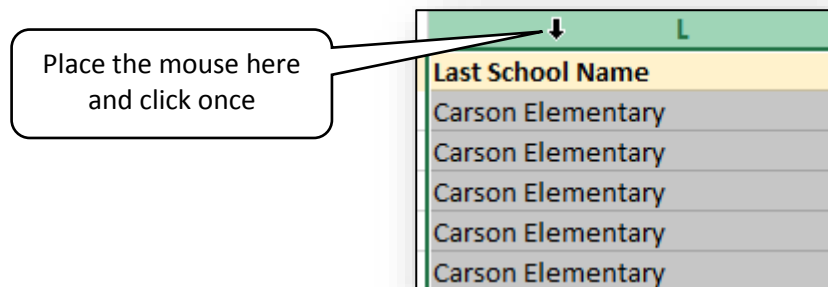 Place the mouse here
and click once
L
Last School Name
Carson Elementary
Carson Elementary
Carson Elementary
Carson Elementary
Carson Elementary